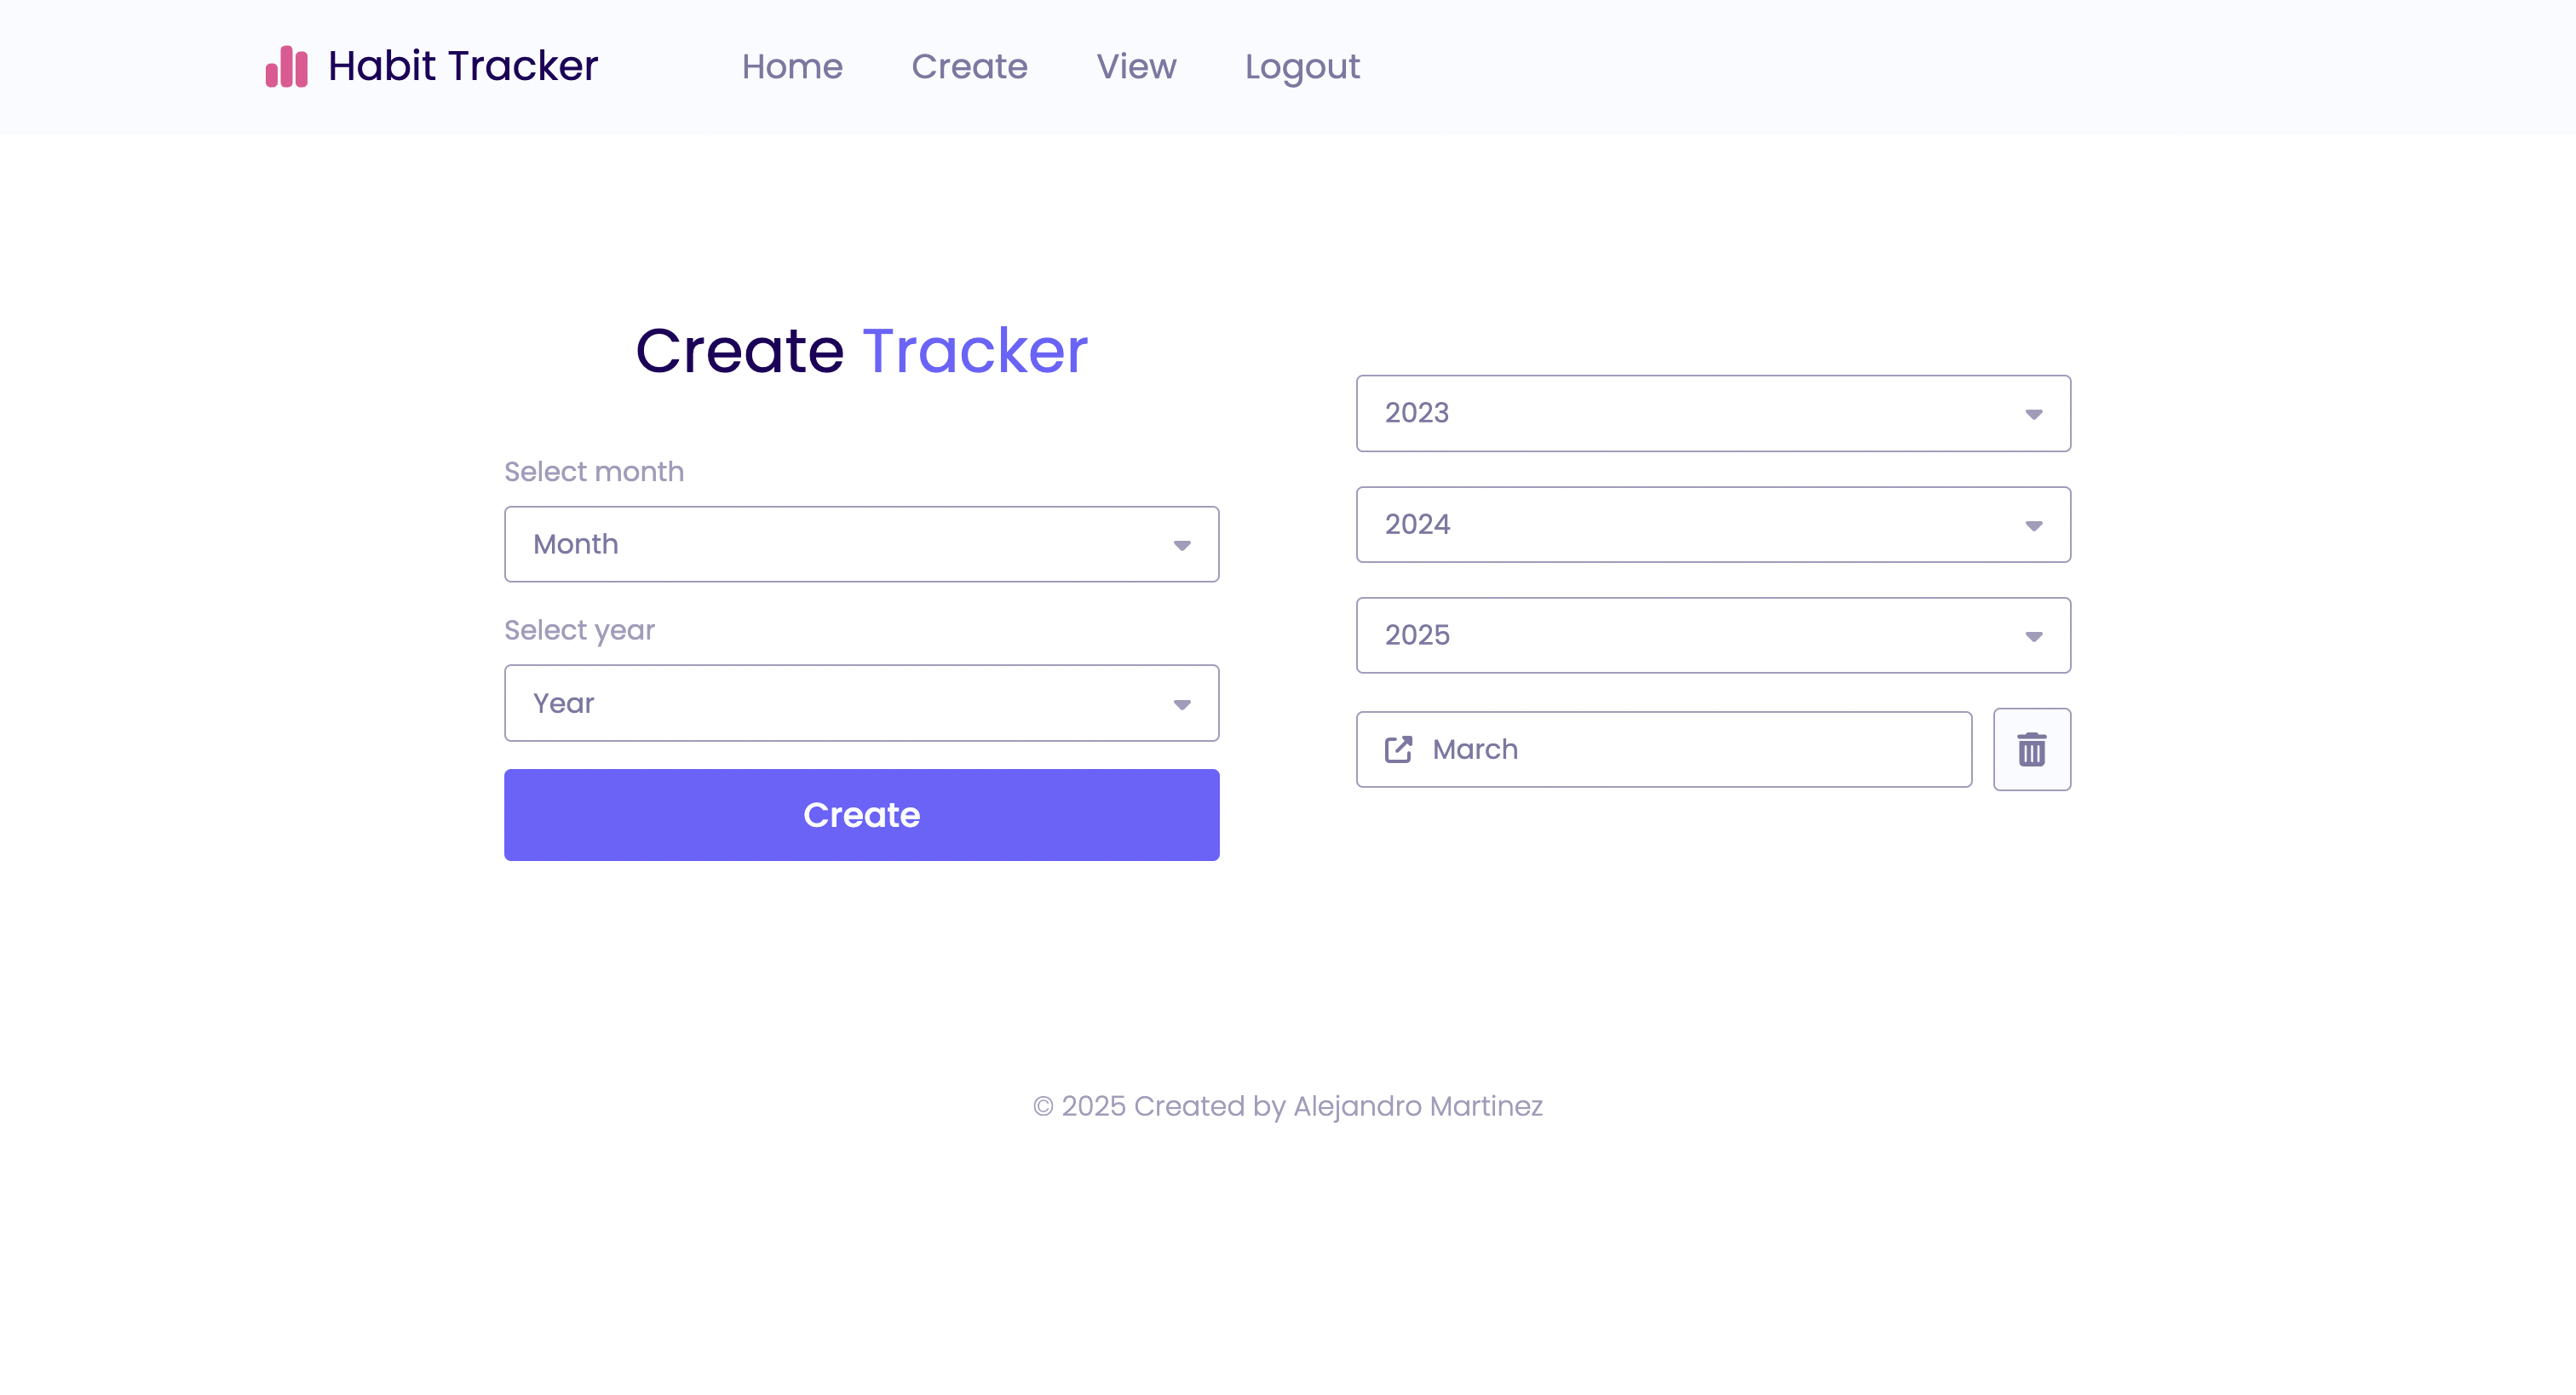 Habit Tracker Home Create View Logout
Create Tracker
Select month
Month
Select year
Year
Create
2023
2024
2025
March
© 2025 Created by Alejandro Martinez